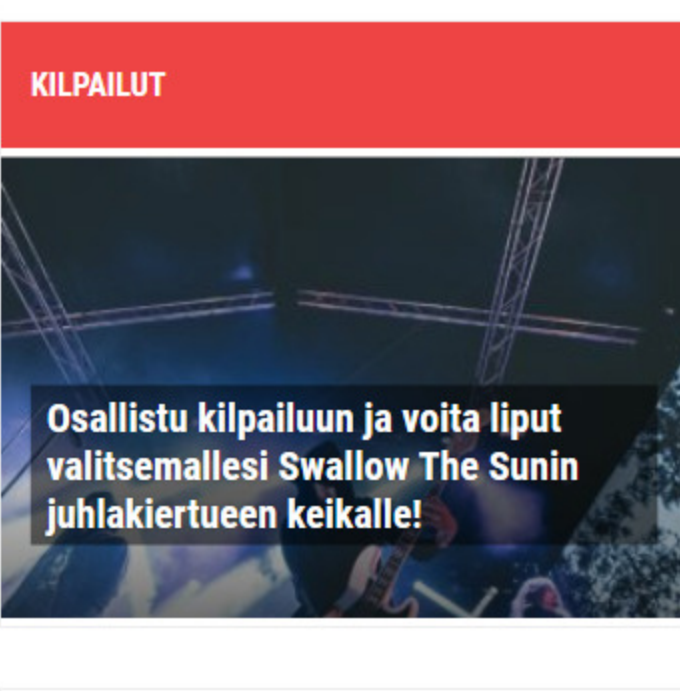 KILPAILUT
Osallistu kilpailuun ja voita liput
valitsemallesi Swallow The Sunin
juhlakiertueen keikalle!